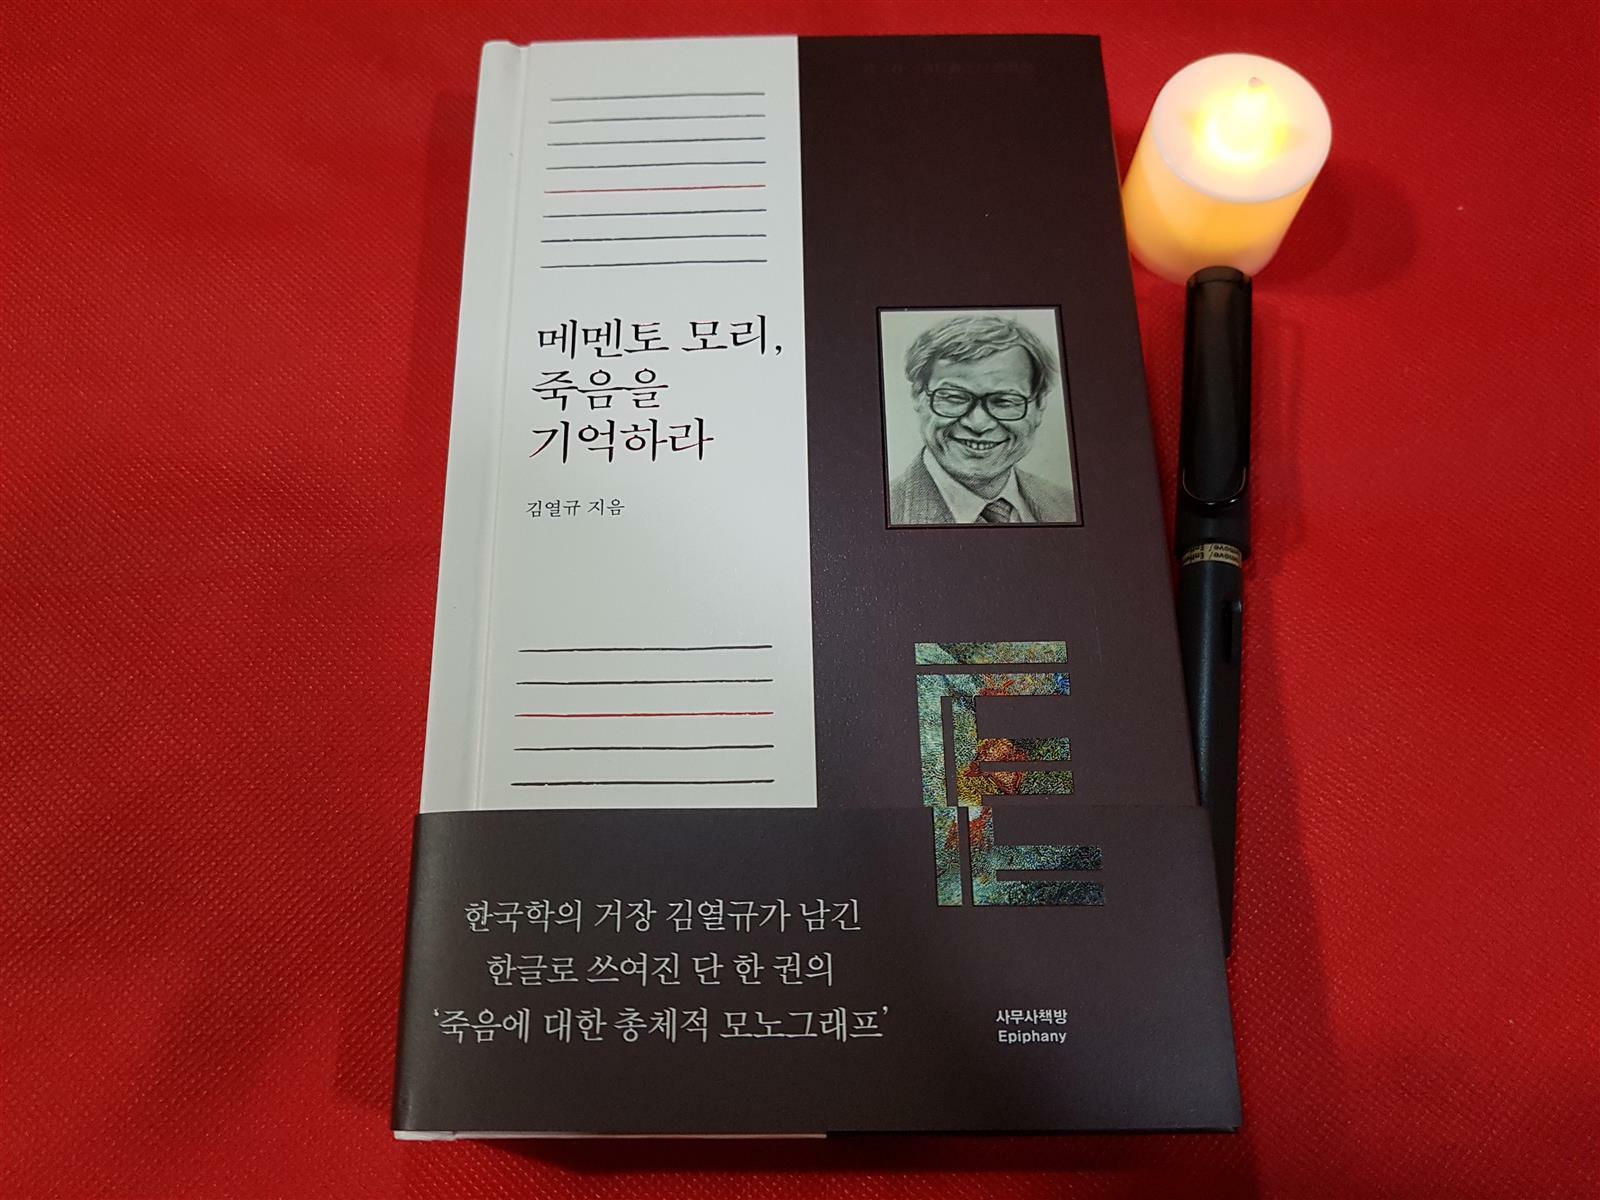 메멘토 모리,
죽음을
기억하라
김열규 지음
한국학의 거장 김열규가 남긴
한글로 쓰여진 단 한 권의
‘죽음에 대한 총체적 모노그래프’
사무사책방
Epiphany